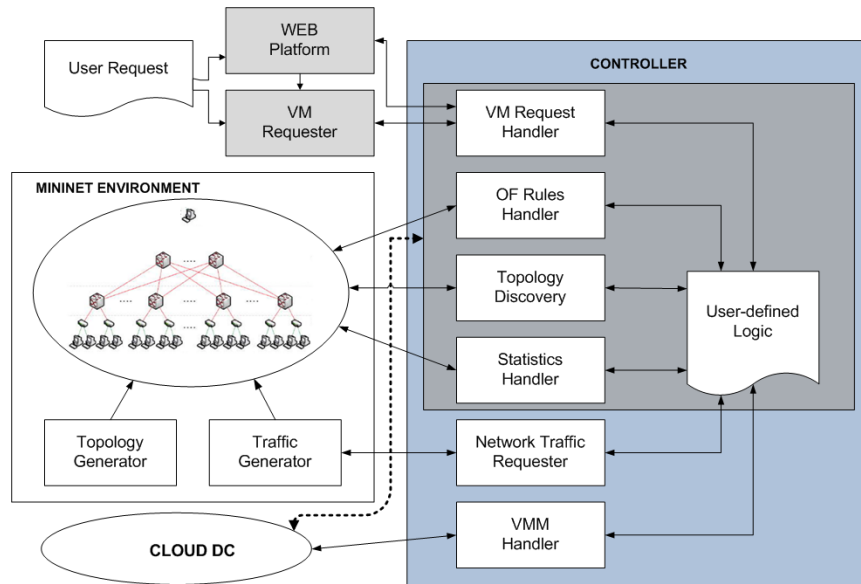 User Request
WEB
Platform
VM
Requester
CONTROLLER
VM Request
Handler
MININET ENVIRONMENT
OF Rules
Handler
Topology
Discovery
User-defined
Logic
Statistics
Handler
Topology
Generator
Traffic
Generator
Network Traffic
Requester
CLOUD DC
VMM
Handler